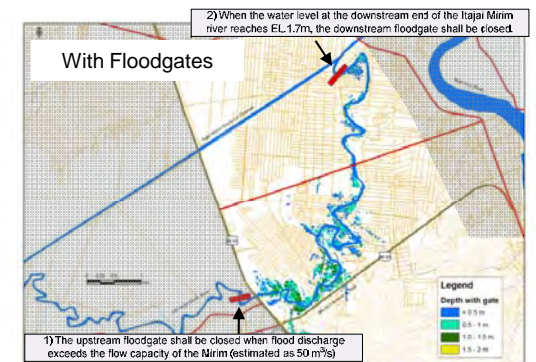 2) When the water level at the downstream end of the Itajai Mirim
river reaches EL.1.7m, the downstream floodgate shall be closed.
With Floodgates
Legend
Depth with gate
< 0.5 m
0.5 - 1 m
1.0 - 1.5 m
1.5 - 2 m
1) The upstream floodgate shall be closed when flood discharge
exceeds the flow capacity of the Mirim (estimated as 50 m³/s)